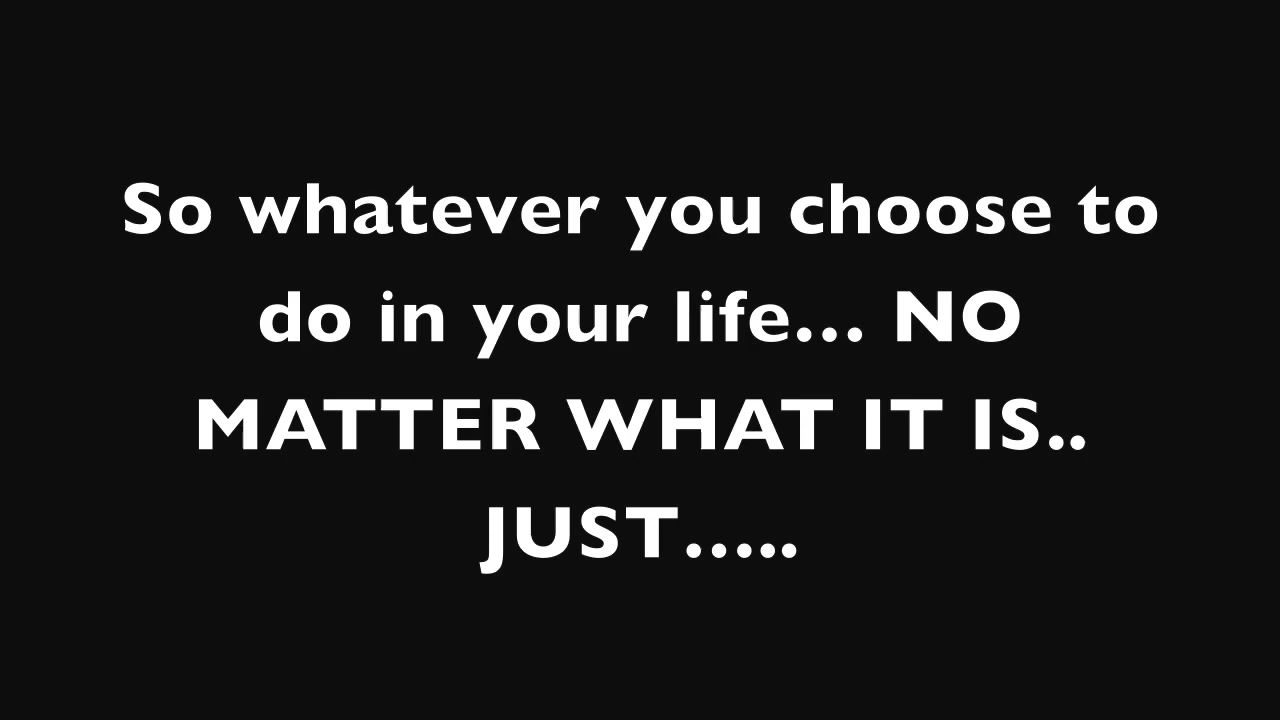 So whatever you choose to
do in your life... NO
MATTER WHAT IT IS..
JUST.....